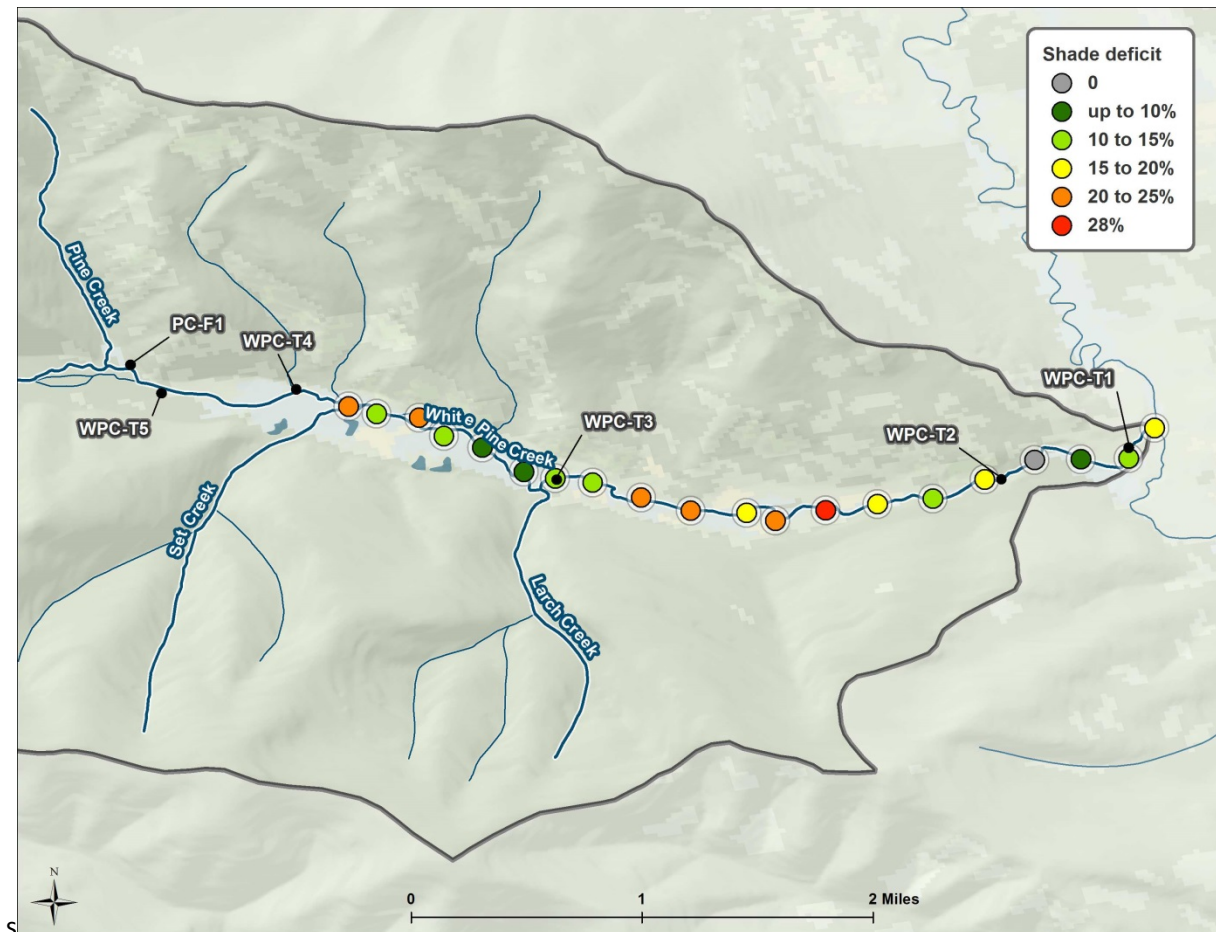 Shade deficit
0
up to 10%
10 to 15%
15 to 20%
20 to 25%
28%
Pine Creek
PC-F1
WPC-T4
WPC-T5
White Pine Creek
WPC-T3
WPC-T2
WPC-T1
Set Creek
Larch Creek
N
0 1 2 Miles
s